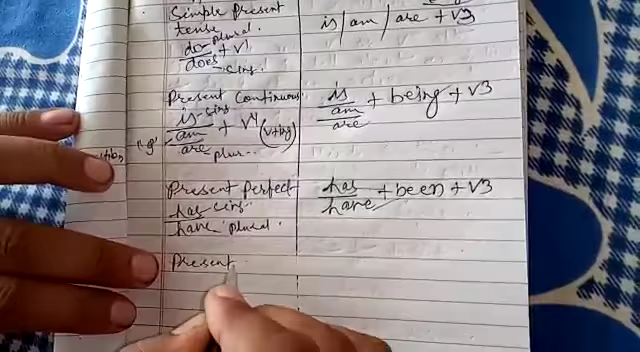 Simple Present
tense
is/am/are + v3
do-plural
does-sing. + v1
Present Continuous
is-sing
am + v4 (v+ing)
are-plur..
is
am + being + v3
are
Present Perfect
has-sing.
have plural.
has
have + been + v3
Present